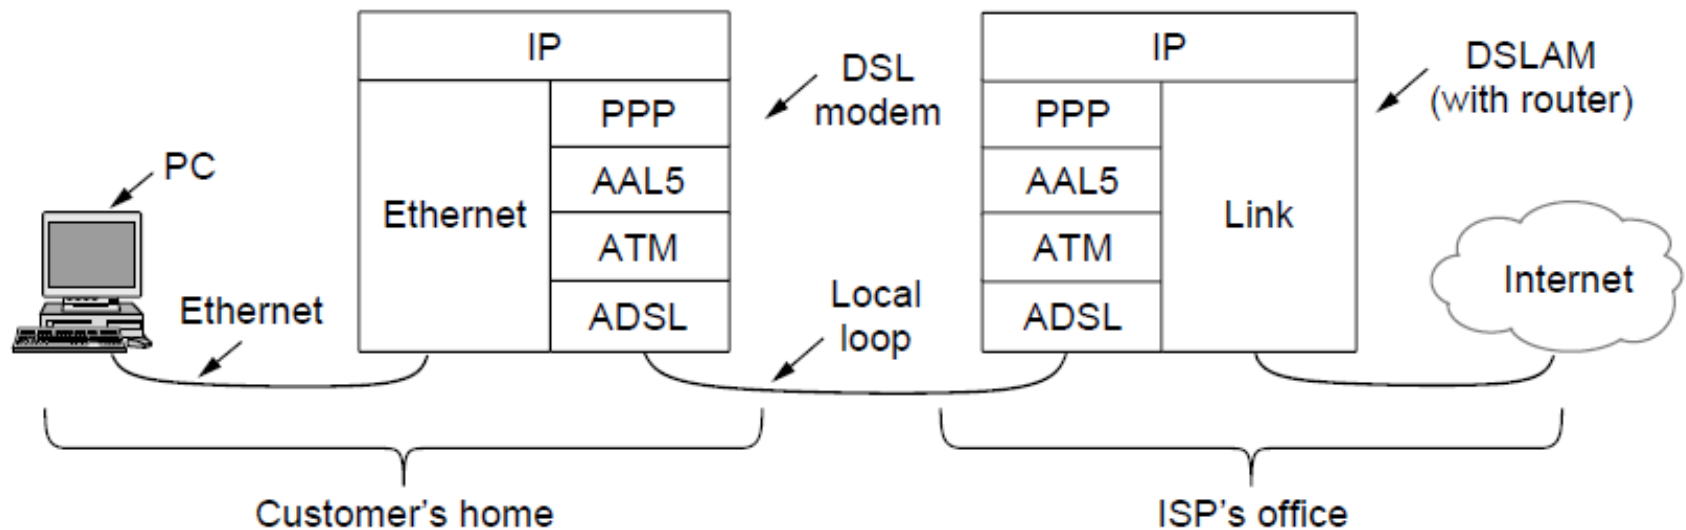 IP
DSL
modem
IP
DSLAM
(with router)
PC
Ethernet
PPP
AAL5
ATM
ADSL
PPP
AAL5
ATM
ADSL
Link
Internet
Ethernet
Local
loop
Customer’s home
ISP’s office